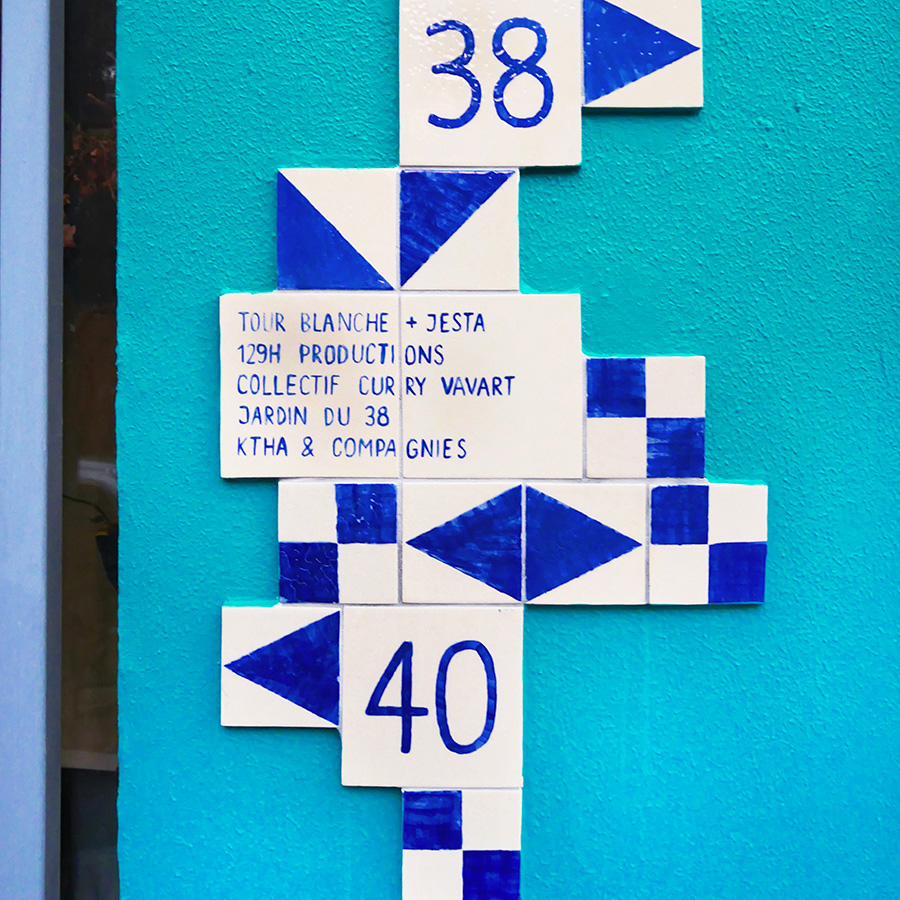 38
TOUR BLANCHE + JESTA
129H PRODUCTIONS
COLLECTIF CURRY VAVART
JARDIN DU 38
KTHA & COMPAGNIES
40